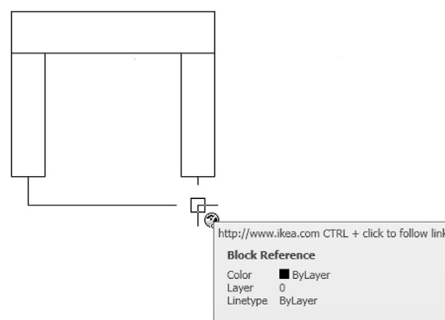 http://www.ikea.com CTRL + click to follow link
Block Reference
Color ByLayer
Layer 0
Linetype ByLayer